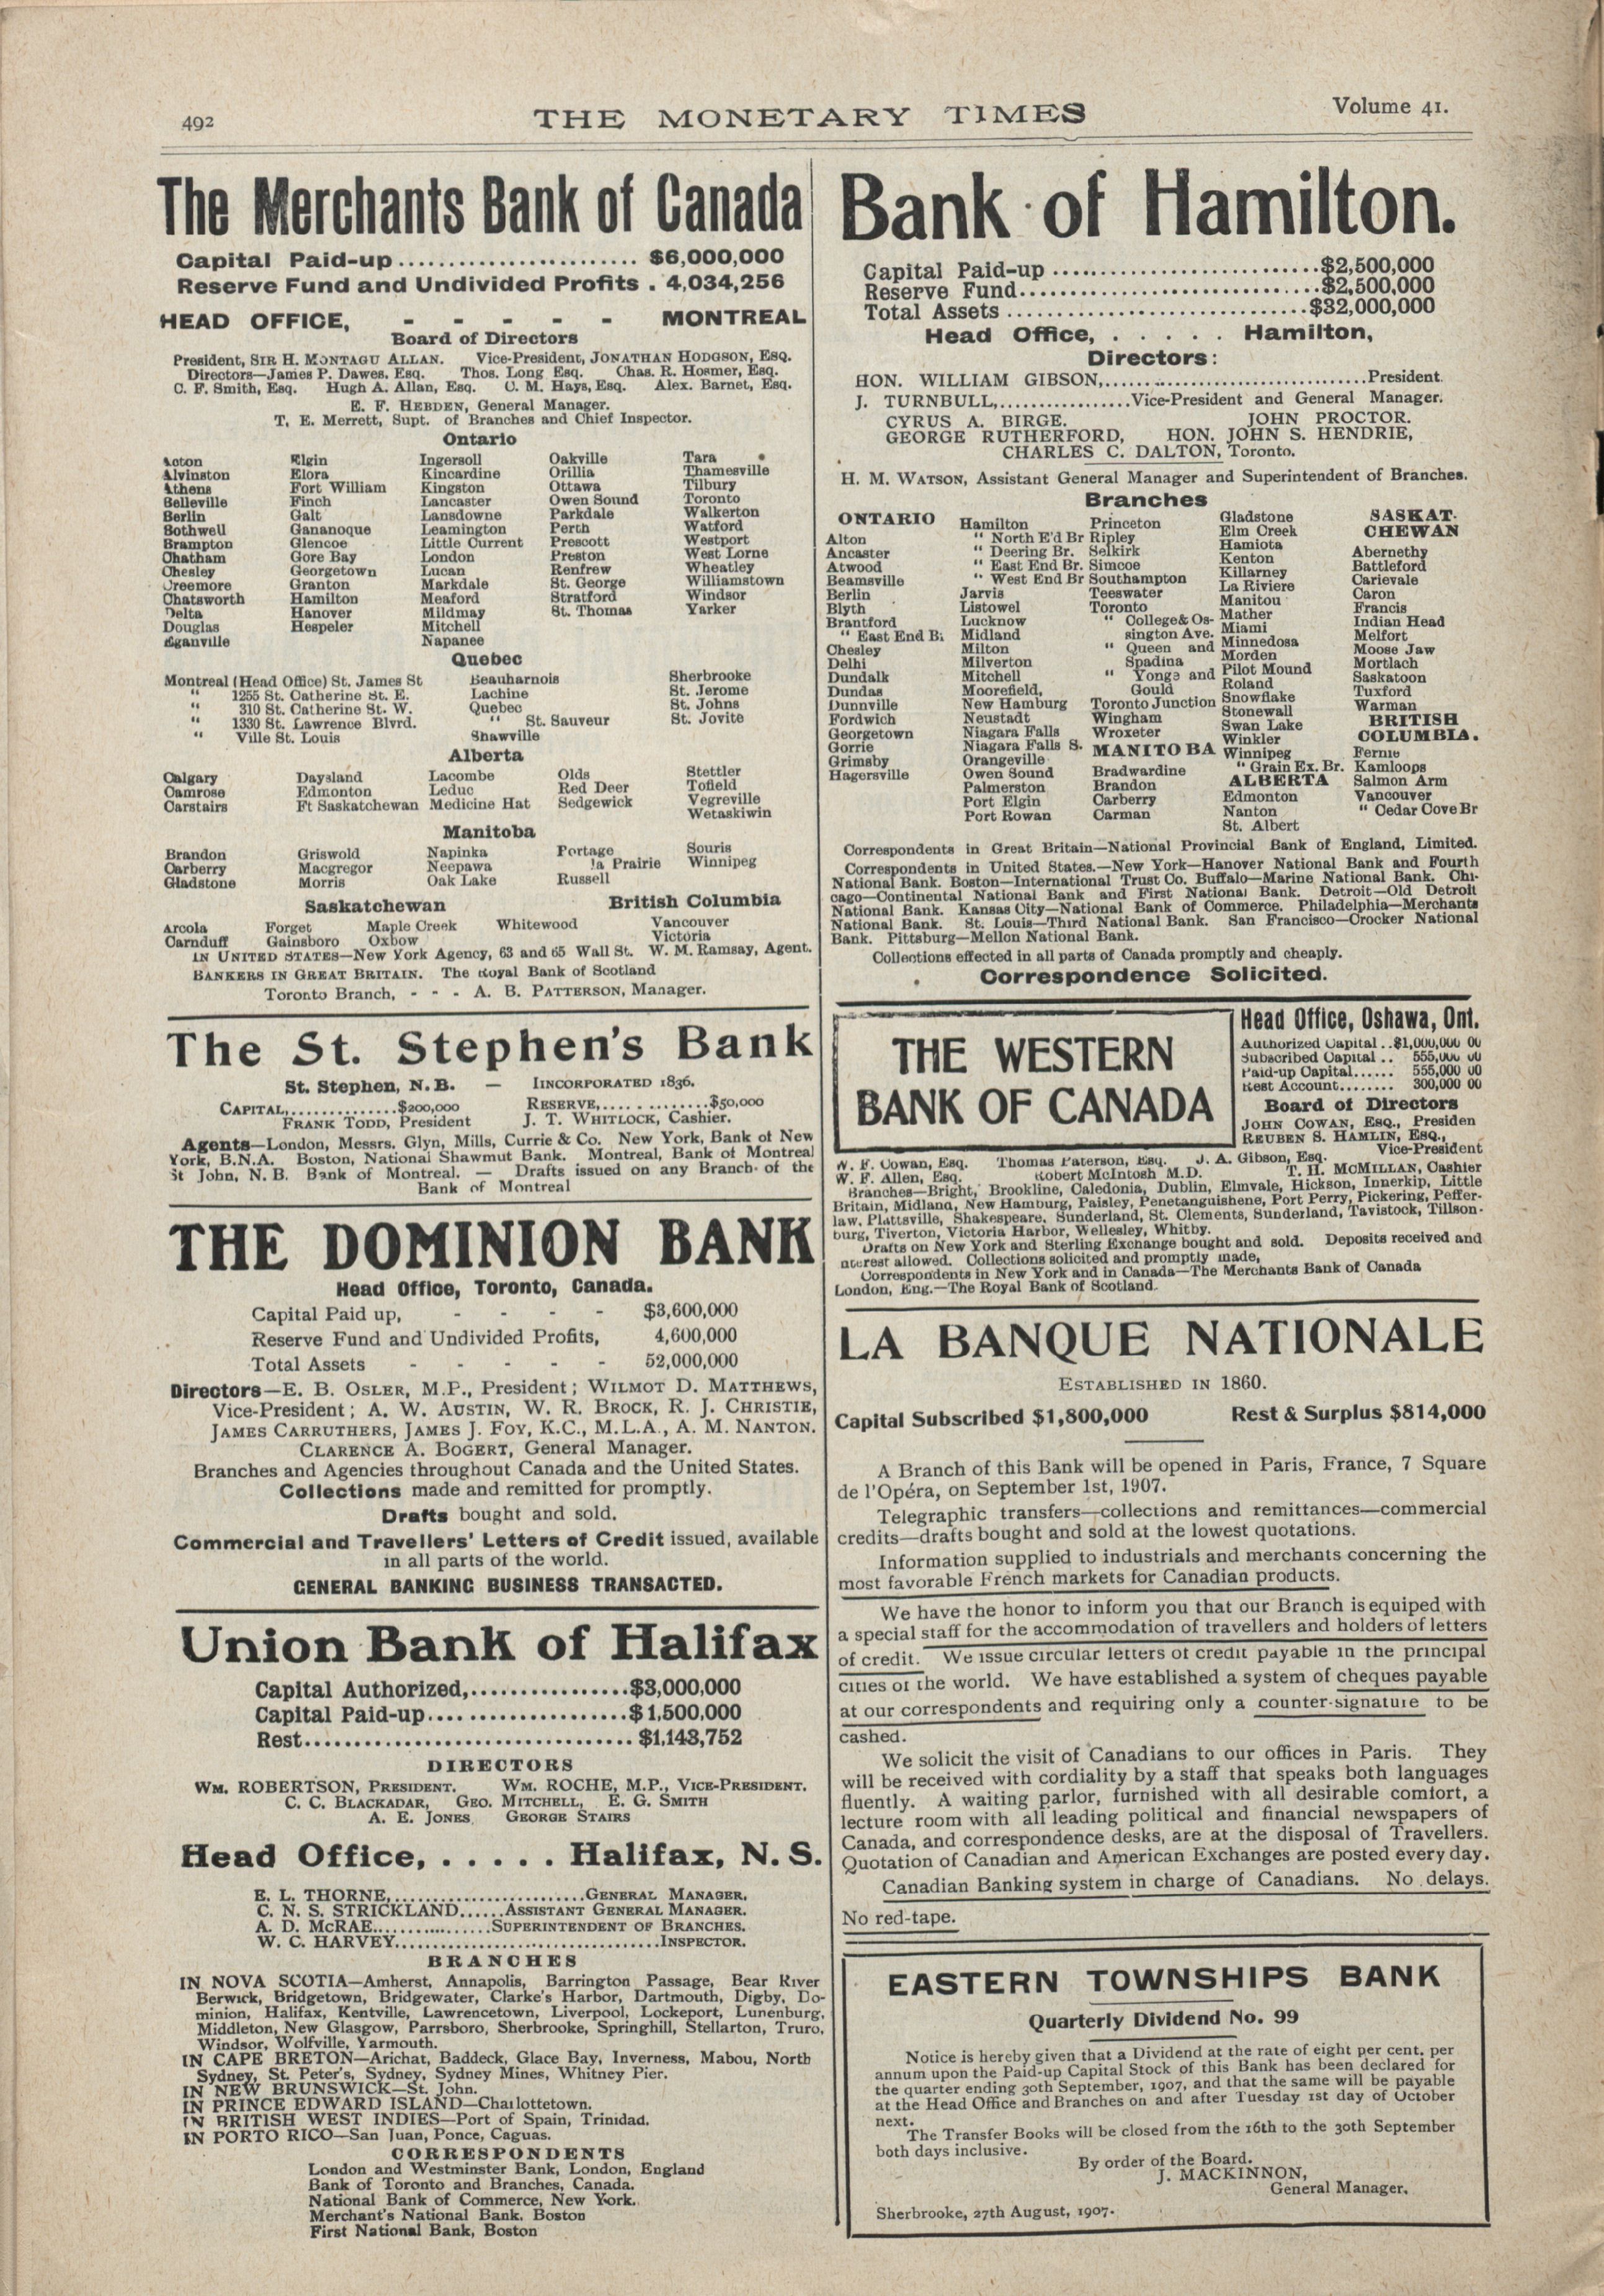 492
THE MONETARY TIMES
Volume 41.
The Merchants Bank of Canada
Capital Paid-up........................ $6,000,000
Reserve Fund and Undivided Profits . 4,034,256
HEAD OFFICE, - - - - - MONTREAL
Board of Directors
President, SIR H. MONTAGU ALLAN. Vice-President, JONATHAN HODGSON, ESQ.
Directors—James P. Dawes, Esq. Thos. Long Esq. Chas. R. Hosmer, Esq.
C. F. Smith, Esq. Hugh A. Allan, Esq. C. M. Hays, Esq. Alex. Barnet, Esq.
E. F. HEBDEN, General Manager.
T. E. Merrett, Supt. of Branches and Chief Inspector.
Ontario
Acton Elgin Ingersoll Oakville Tara
Alvinston Elora Kincardine Orillia Thamesville
Athens Fort William Kingston Ottawa Tilbury
Belleville Finch Lancaster Owen Sound Toronto
Berlin Galt Lansdowne Parkdale Walkerton
Bothwell Gananoque Leamington Perth Watford
Brampton Glencoe Little Current Prescott Westport
Chatham Gore Bay London Preston West Lorne
Chesley Georgetown Lucan Renfrew Wheatley
Creemore Granton Markdale St. George Williamstown
Chatsworth Hamilton Meaford Stratford Windsor
Delta Hanover Mildmay St. Thomas Yarker
Douglas Hespeler Mitchell
Eganville Napanee
Quebec
Montreal (Head Office) St. James St Beauharnois Sherbrooke
" 1255 St. Catherine St. E. Lachine St. Jerome
" 310 St. Catherine St. W. Quebec St. Johns
" 1330 St. Lawrence Blvrd. " St. Sauveur St. Jovite
" Ville St. Louis Shawville
Alberta
Calgary Daysland Lacombe Olds Stettler
Camrose Edmonton Leduc Red Deer Tofield
Carstairs Ft Saskatchewan Medicine Hat Sedgewick Vegreville
Wetaskiwin
Manitoba
Brandon Griswold Napinka Portage Souris
Carberry Macgregor Neepawa la Prairie Winnipeg
Gladstone Morris Oak Lake Russell
Saskatchewan British Columbia
Arcola Forget Maple Creek Whitewood Vancouver
Carnduff Gainsboro Oxbow Victoria
IN UNITED STATES—New York Agency, 63 and 65 Wall St. W. M. Ramsay, Agent.
BANKERS IN GREAT BRITAIN. The Royal Bank of Scotland
Toronto Branch, - - - A. B. PATTERSON, Manager.
The St. Stephen's Bank
St. Stephen, N. B. — IINCORPORATED 1836.
CAPITAL,..............$200,000 RESERVE,..............$50,000
FRANK TODD, President J. T. WHITLOCK, Cashier.
Agents—London, Messrs. Glyn, Mills, Currie & Co. New York, Bank of New
York, B.N.A. Boston, National Shawmut Bank. Montreal, Bank of Montreal
St John, N. B. Bank of Montreal. — Drafts issued on any Branch of the
Bank of Montreal
THE DOMINION BANK
Head Office, Toronto, Canada.
Capital Paid up, - - - - $3,600,000
Reserve Fund and Undivided Profits, 4,600,000
Total Assets - - - - - 52,000,000
Directors—E. B. OSLER, M.P., President; WILMOT D. MATTHEWS,
Vice-President; A. W. AUSTIN, W. R. BROCK, R. J. CHRISTIE,
JAMES CARRUTHERS, JAMES J. FOY, K.C., M.L.A., A. M. NANTON.
CLARENCE A. BOGERT, General Manager.
Branches and Agencies throughout Canada and the United States.
Collections made and remitted for promptly.
Drafts bought and sold.
Commercial and Travellers' Letters of Credit issued, available
in all parts of the world.
GENERAL BANKING BUSINESS TRANSACTED.
Union Bank of Halifax
Capital Authorized,................$3,000,000
Capital Paid-up.....................$1,500,000
Rest................................. $1,143,752
DIRECTORS
WM. ROBERTSON, PRESIDENT. WM. ROCHE, M.P., VICE-PRESIDENT.
C. C. BLACKADAR, GEO. MITCHELL, E. G. SMITH
A. E. JONES, GEORGE STAIRS
Head Office, . . . . . Halifax, N. S.
E. L. THORNE,..........................GENERAL MANAGER.
C. N. S. STRICKLAND......ASSISTANT GENERAL MANAGER.
A. D. McRAE................SUPERINTENDENT OF BRANCHES.
W. C. HARVEY....................................INSPECTOR.
BRANCHES
IN NOVA SCOTIA—Amherst, Annapolis, Barrington Passage, Bear River
Berwick, Bridgetown, Bridgewater, Clarke's Harbor, Dartmouth, Digby, Do-
minion, Halifax, Kentville, Lawrencetown, Liverpool, Lockeport, Lunenburg,
Middleton, New Glasgow, Parrsboro, Sherbrooke, Springhill, Stellarton, Truro,
Windsor, Wolfville, Yarmouth.
IN CAPE BRETON—Arichat, Baddeck, Glace Bay, Inverness, Mabou, North
Sydney, St. Peter's, Sydney, Sydney Mines, Whitney Pier.
IN NEW BRUNSWICK—St. John.
IN PRINCE EDWARD ISLAND—Charlottetown.
IN BRITISH WEST INDIES—Port of Spain, Trinidad.
IN PORTO RICO—San Juan, Ponce, Caguas.
CORRESPONDENTS
London and Westminster Bank, London, England
Bank of Toronto and Branches, Canada.
National Bank of Commerce, New York.
Merchant's National Bank, Boston
First National Bank, Boston
Bank of Hamilton.
Capital Paid-up ...........................$2,500,000
Reserve Fund..............................$2,500,000
Total Assets ..............................$32,000,000
Head Office, . . . . . Hamilton,
Directors:
HON. WILLIAM GIBSON,....................................President.
J. TURNBULL,.................Vice-President and General Manager.
CYRUS A. BIRGE. JOHN PROCTOR.
GEORGE RUTHERFORD, HON. JOHN S. HENDRIE,
CHARLES C. DALTON, Toronto.
H. M. WATSON, Assistant General Manager and Superintendent of Branches.
Branches
ONTARIO
Alton
Ancaster
Atwood
Beamsville
Berlin
Blyth
Brantford
" East End B:
Chesley
Delhi
Dundalk
Dundas
Dunnville
Fordwich
Georgetown
Gorrie
Grimsby
Hagersville
Hamilton
" North E'd Br
" Deering Br.
" East End Br.
" West End Br
Jarvis
Listowel
Lucknow
Midland
Milton
Milverton
Mitchell
Moorefield,
New Hamburg
Neustadt
Niagara Falls
Niagara Falls S.
Orangeville
Owen Sound
Palmerston
Port Elgin
Port Rowan
Princeton
Ripley
Selkirk
Simcoe
Southampton
Teeswater
Toronto
" College & Os-
sington Ave.
" Queen and
Spadina
" Yonge and
Gould
Toronto Junction
Wingham
Wroxeter
MANITOBA
Bradwardine
Brandon
Carberry
Carman
Gladstone
Elm Creek
Hamiota
Kenton
Killarney
La Riviere
Manitou
Mather
Miami
Minnedosa
Morden
Pilot Mound
Roland
Snowflake
Stonewall
Swan Lake
Winkler
Winnipeg
" Grain Ex. Br.
ALBERTA
Edmonton
Nanton
St. Albert
SASKAT-
CHEWAN
Abernethy
Battleford
Carievale
Caron
Francis
Indian Head
Melfort
Moose Jaw
Mortlach
Saskatoon
Tuxford
Warman
BRITISH
COLUMBIA.
Fernie
Kamloops
Salmon Arm
Vancouver
" Cedar Cove Br
Correspondents in Great Britain—National Provincial Bank of England, Limited.
Correspondents in United States.—New York—Hanover National Bank and Fourth
National Bank. Boston—International Trust Co. Buffalo—Marine National Bank. Chi-
cago—Continental National Bank and First National Bank. Detroit—Old Detroit
National Bank. Kansas City—National Bank of Commerce. Philadelphia—Merchants
National Bank. St. Louis—Third National Bank. San Francisco—Crocker National
Bank. Pittsburg—Mellon National Bank.
Collections effected in all parts of Canada promptly and cheaply.
Correspondence Solicited.
THE WESTERN
BANK OF CANADA
Head Office, Oshawa, Ont.
Authorized Capital ..$1,000,000 00
Subscribed Capital .. 555,000 00
Paid-up Capital...... 555,000 00
Rest Account........ 300,000 00
Board of Directors
JOHN COWAN, ESQ., Presiden
REUBEN S. HAMLIN, ESQ.,
Vice-President
W. F. Cowan, Esq. Thomas Paterson, Esq. J. A. Gibson, Esq.
W. F. Allen, Esq. Robert McIntosh M.D. T. H. MCMILLAN, Cashier
Branches—Bright, Brookline, Caledonia, Dublin, Elmvale, Hickson, Innerkip, Little
Britain, Midland, New Hamburg, Paisley, Penetanguishene, Port Perry, Pickering, Peffer-
law, Plattsville, Shakespeare, Sunderland, St. Clements, Sunderland, Tavistock, Tillson-
burg, Tiverton, Victoria Harbor, Wellesley, Whitby.
Drafts on New York and Sterling Exchange bought and sold. Deposits received and
nterest allowed. Collections solicited and promptly made,
Correspondents in New York and in Canada—The Merchants Bank of Canada
London, Eng.—The Royal Bank of Scotland.
LA BANQUE NATIONALE
ESTABLISHED IN 1860.
Capital Subscribed $1,800,000 Rest & Surplus $814,000
A Branch of this Bank will be opened in Paris, France, 7 Square
de l'Opéra, on September 1st, 1907.
Telegraphic transfers—collections and remittances—commercial
credits—drafts bought and sold at the lowest quotations.
Information supplied to industrials and merchants concerning the
most favorable French markets for Canadian products.
We have the honor to inform you that our Branch is equiped with
a special staff for the accommodation of travellers and holders of letters
of credit. We issue circular letters of credit payable in the principal
cities of the world. We have established a system of cheques payable
at our correspondents and requiring only a counter-signature to be
cashed.
We solicit the visit of Canadians to our offices in Paris. They
will be received with cordiality by a staff that speaks both languages
fluently. A waiting parlor, furnished with all desirable comfort, a
lecture room with all leading political and financial newspapers of
Canada, and correspondence desks, are at the disposal of Travellers.
Quotation of Canadian and American Exchanges are posted every day.
Canadian Banking system in charge of Canadians. No delays.
No red-tape.
EASTERN TOWNSHIPS BANK
Quarterly Dividend No. 99
Notice is hereby given that a Dividend at the rate of eight per cent. per
annum upon the Paid-up Capital Stock of this Bank has been declared for
the quarter ending 30th September, 1907, and that the same will be payable
at the Head Office and Branches on and after Tuesday 1st day of October
next.
The Transfer Books will be closed from the 16th to the 30th September
both days inclusive.
By order of the Board.
J. MACKINNON,
General Manager.
Sherbrooke, 27th August, 1907.